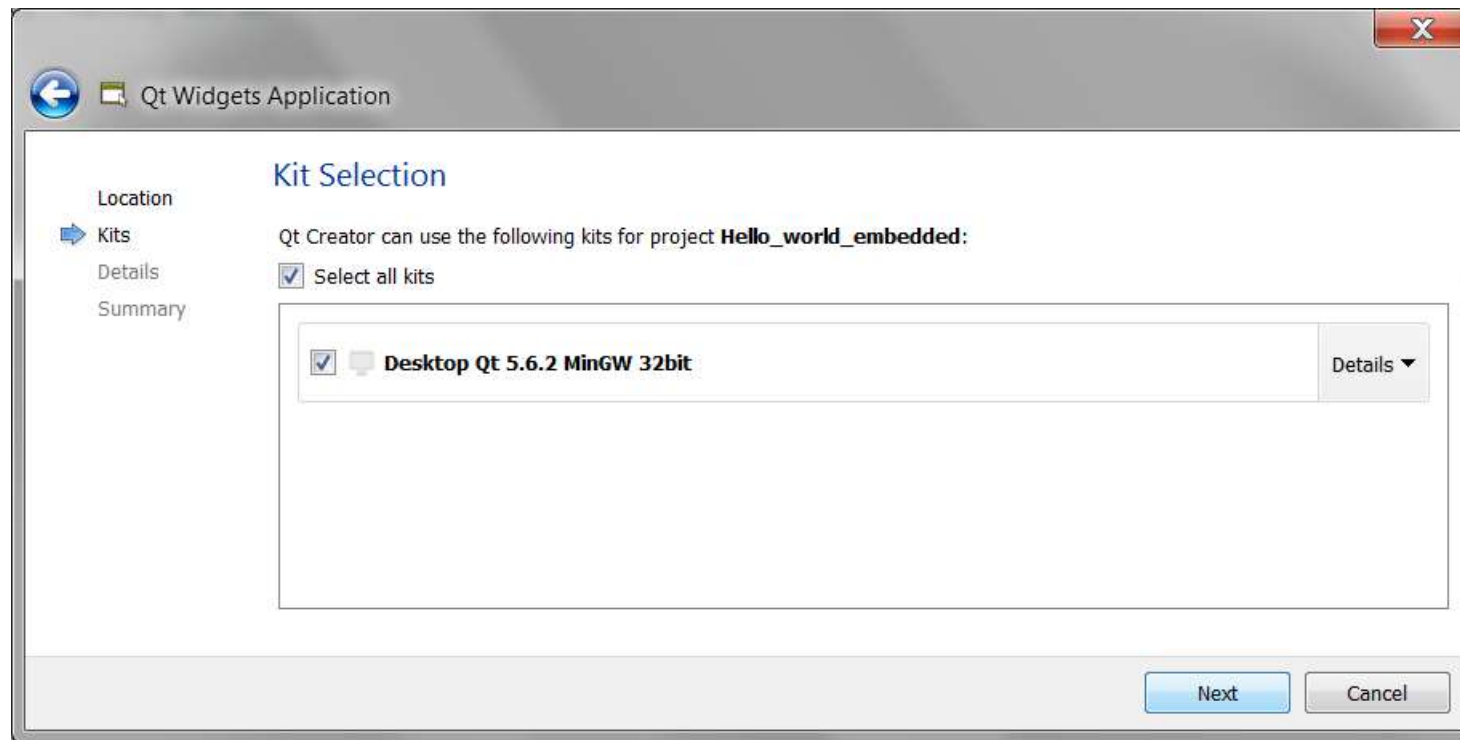 Qt Widgets Application
Kit Selection
Location
Kits
Details
Summary
Qt Creator can use the following kits for project Hello_world_embedded:
Select all kits
Desktop Qt 5.6.2 MinGW 32bit
Details
Next
Cancel